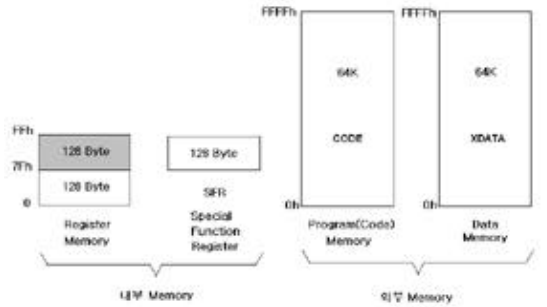 FFFFh
64K
CODE
0h
Program(Code)
Memory
FFFFh
64K
XDATA
0h
Data
Memory
FFh
128 Byte
7Fh
128 Byte
0
Register
Memory
128 Byte
SFR
Special
Function
Register
내부 Memory
외부 Memory